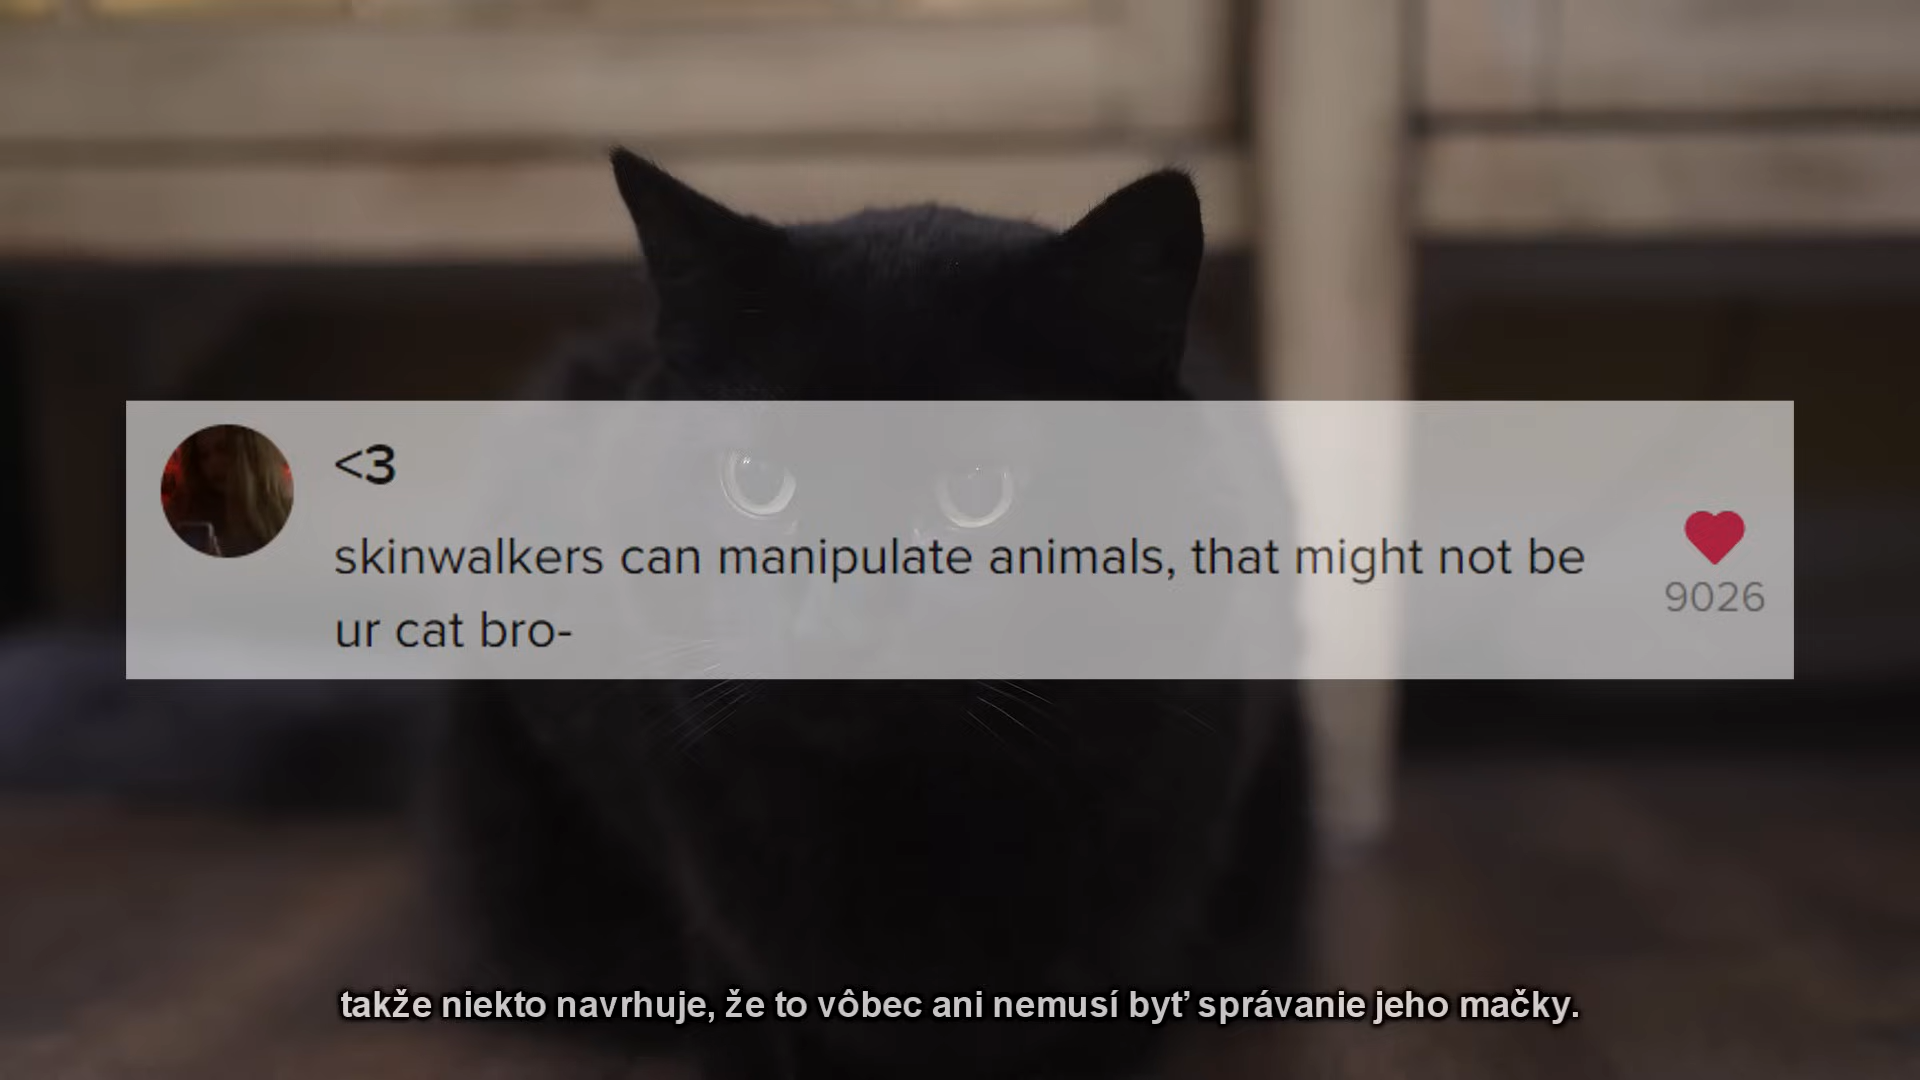 <3
skinwalkers can manipulate animals, that might not be
ur cat bro-
9026
takže niekto navrhuje, že to vôbec ani nemusí byť správanie jeho mačky.